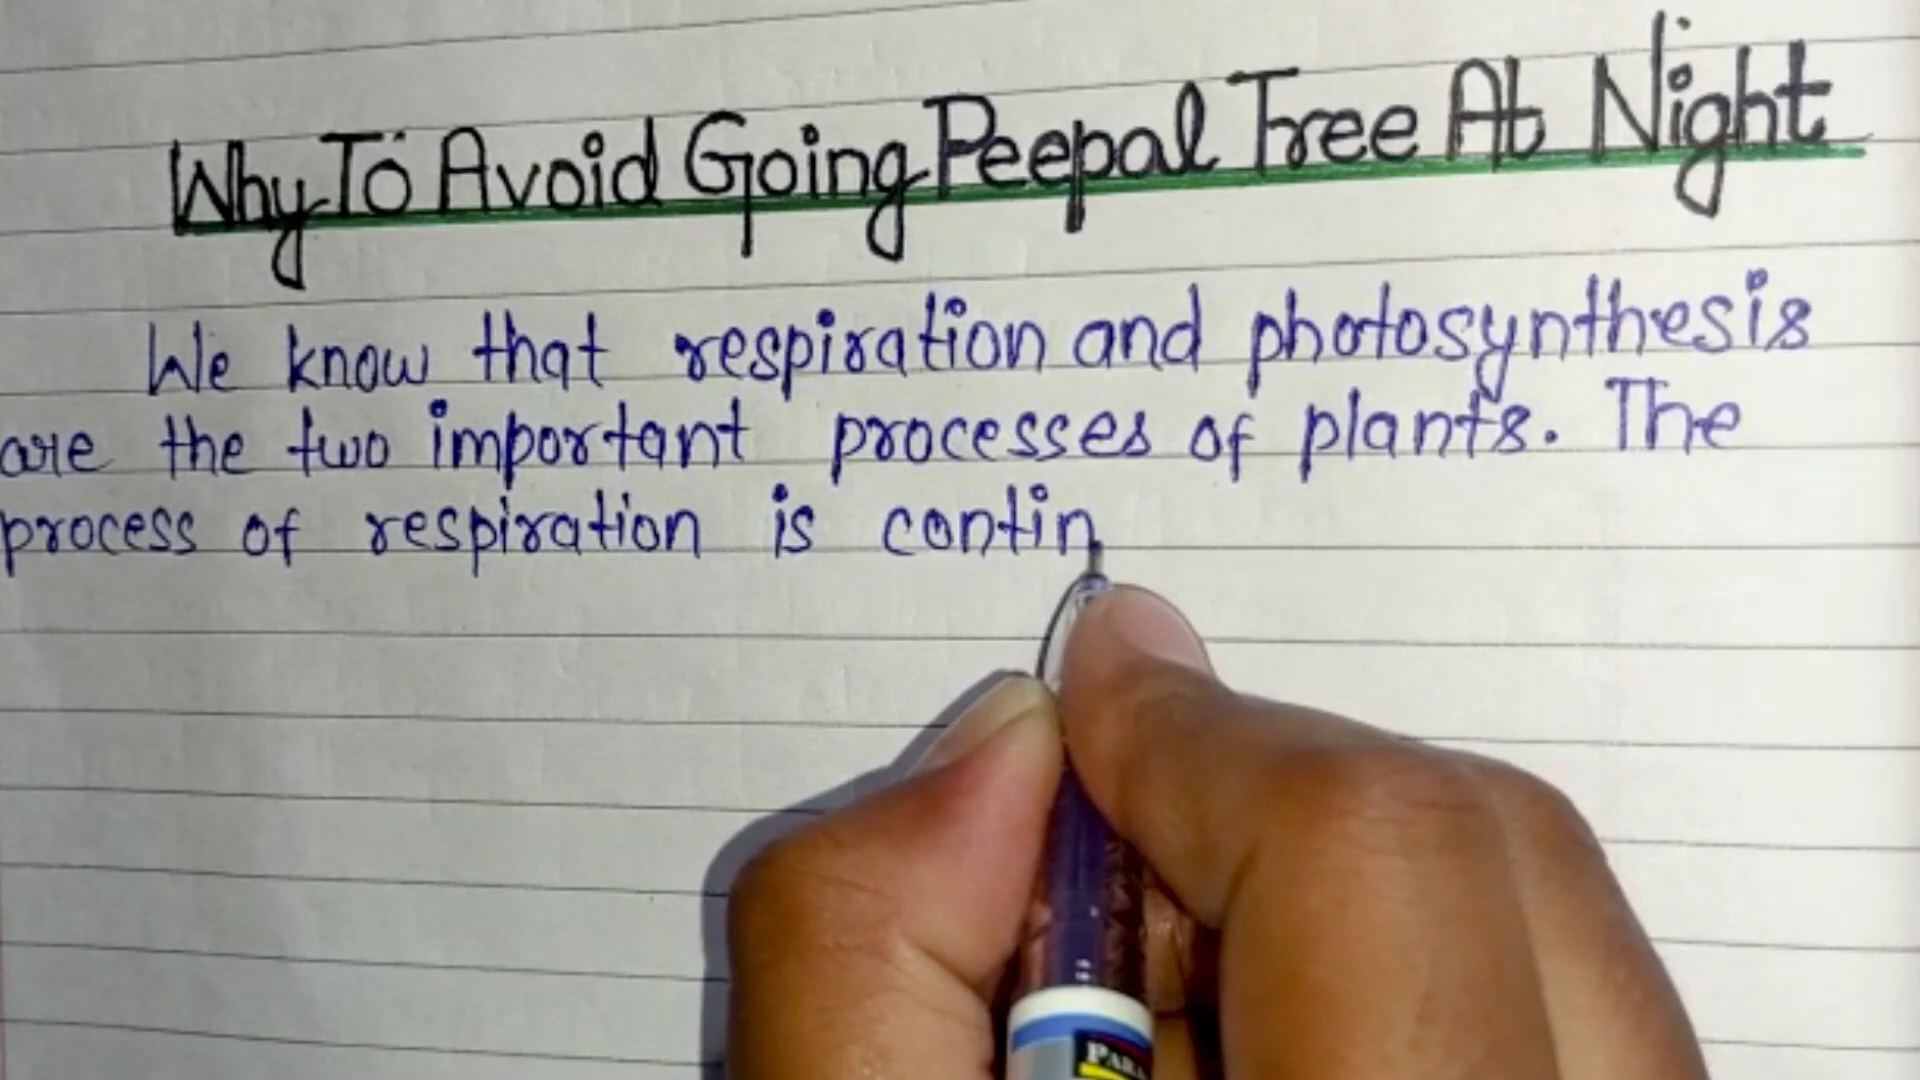 Why To Avoid Going Peepal Tree At Night
We know that respiration and photosynthesis
are the two important processes of plants. The
process of respiration is contin